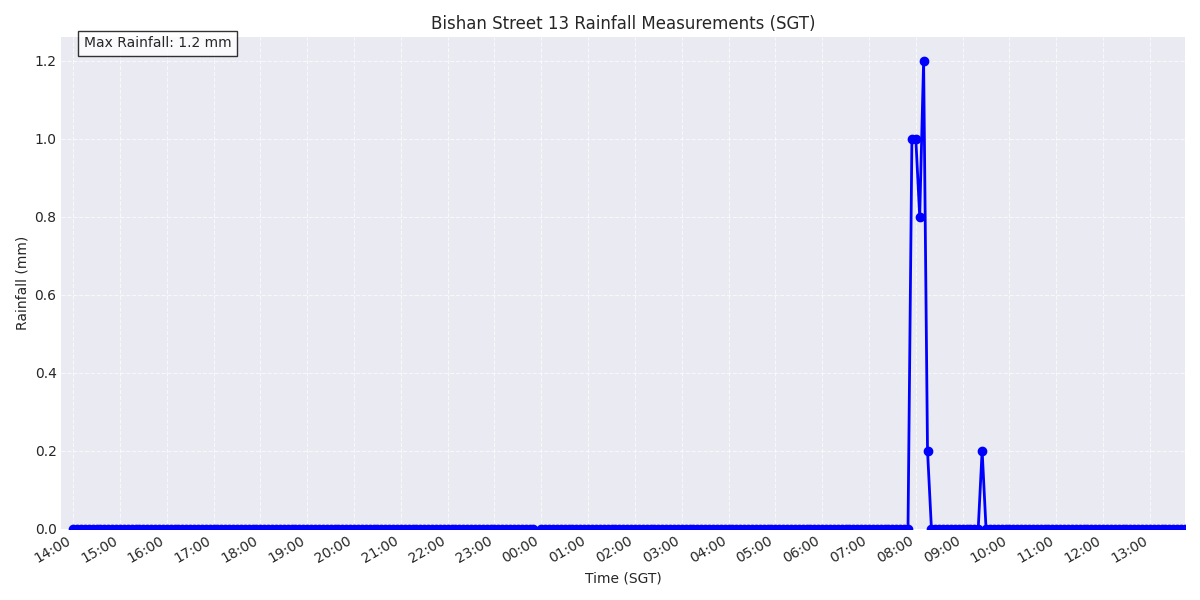 Bishan Street 13 Rainfall Measurements (SGT)
Max Rainfall: 1.2 mm
1.2
1.0
0.8
0.6
0.4
0.2
0.0
Rainfall (mm)
14:00 15:00 16:00 17:00 18:00 19:00 20:00 21:00 22:00 23:00 00:00 01:00 02:00 03:00 04:00 05:00 06:00 07:00 08:00 09:00 10:00 11:00 12:00 13:00
Time (SGT)